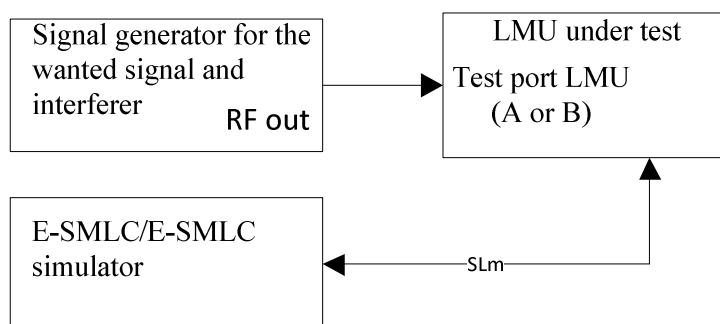 Signal generator for the
wanted signal and
interferer
RF out
LMU under test
Test port LMU
(A or B)
E-SMLC/E-SMLC
simulator
SLm